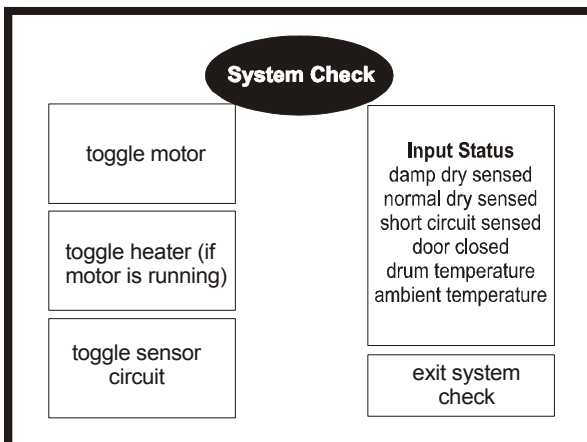 System Check
toggle motor
toggle heater (if
motor is running)
toggle sensor
circuit
Input Status
damp dry sensed
normal dry sensed
short circuit sensed
door closed
drum temperature
ambient temperature
exit system
check